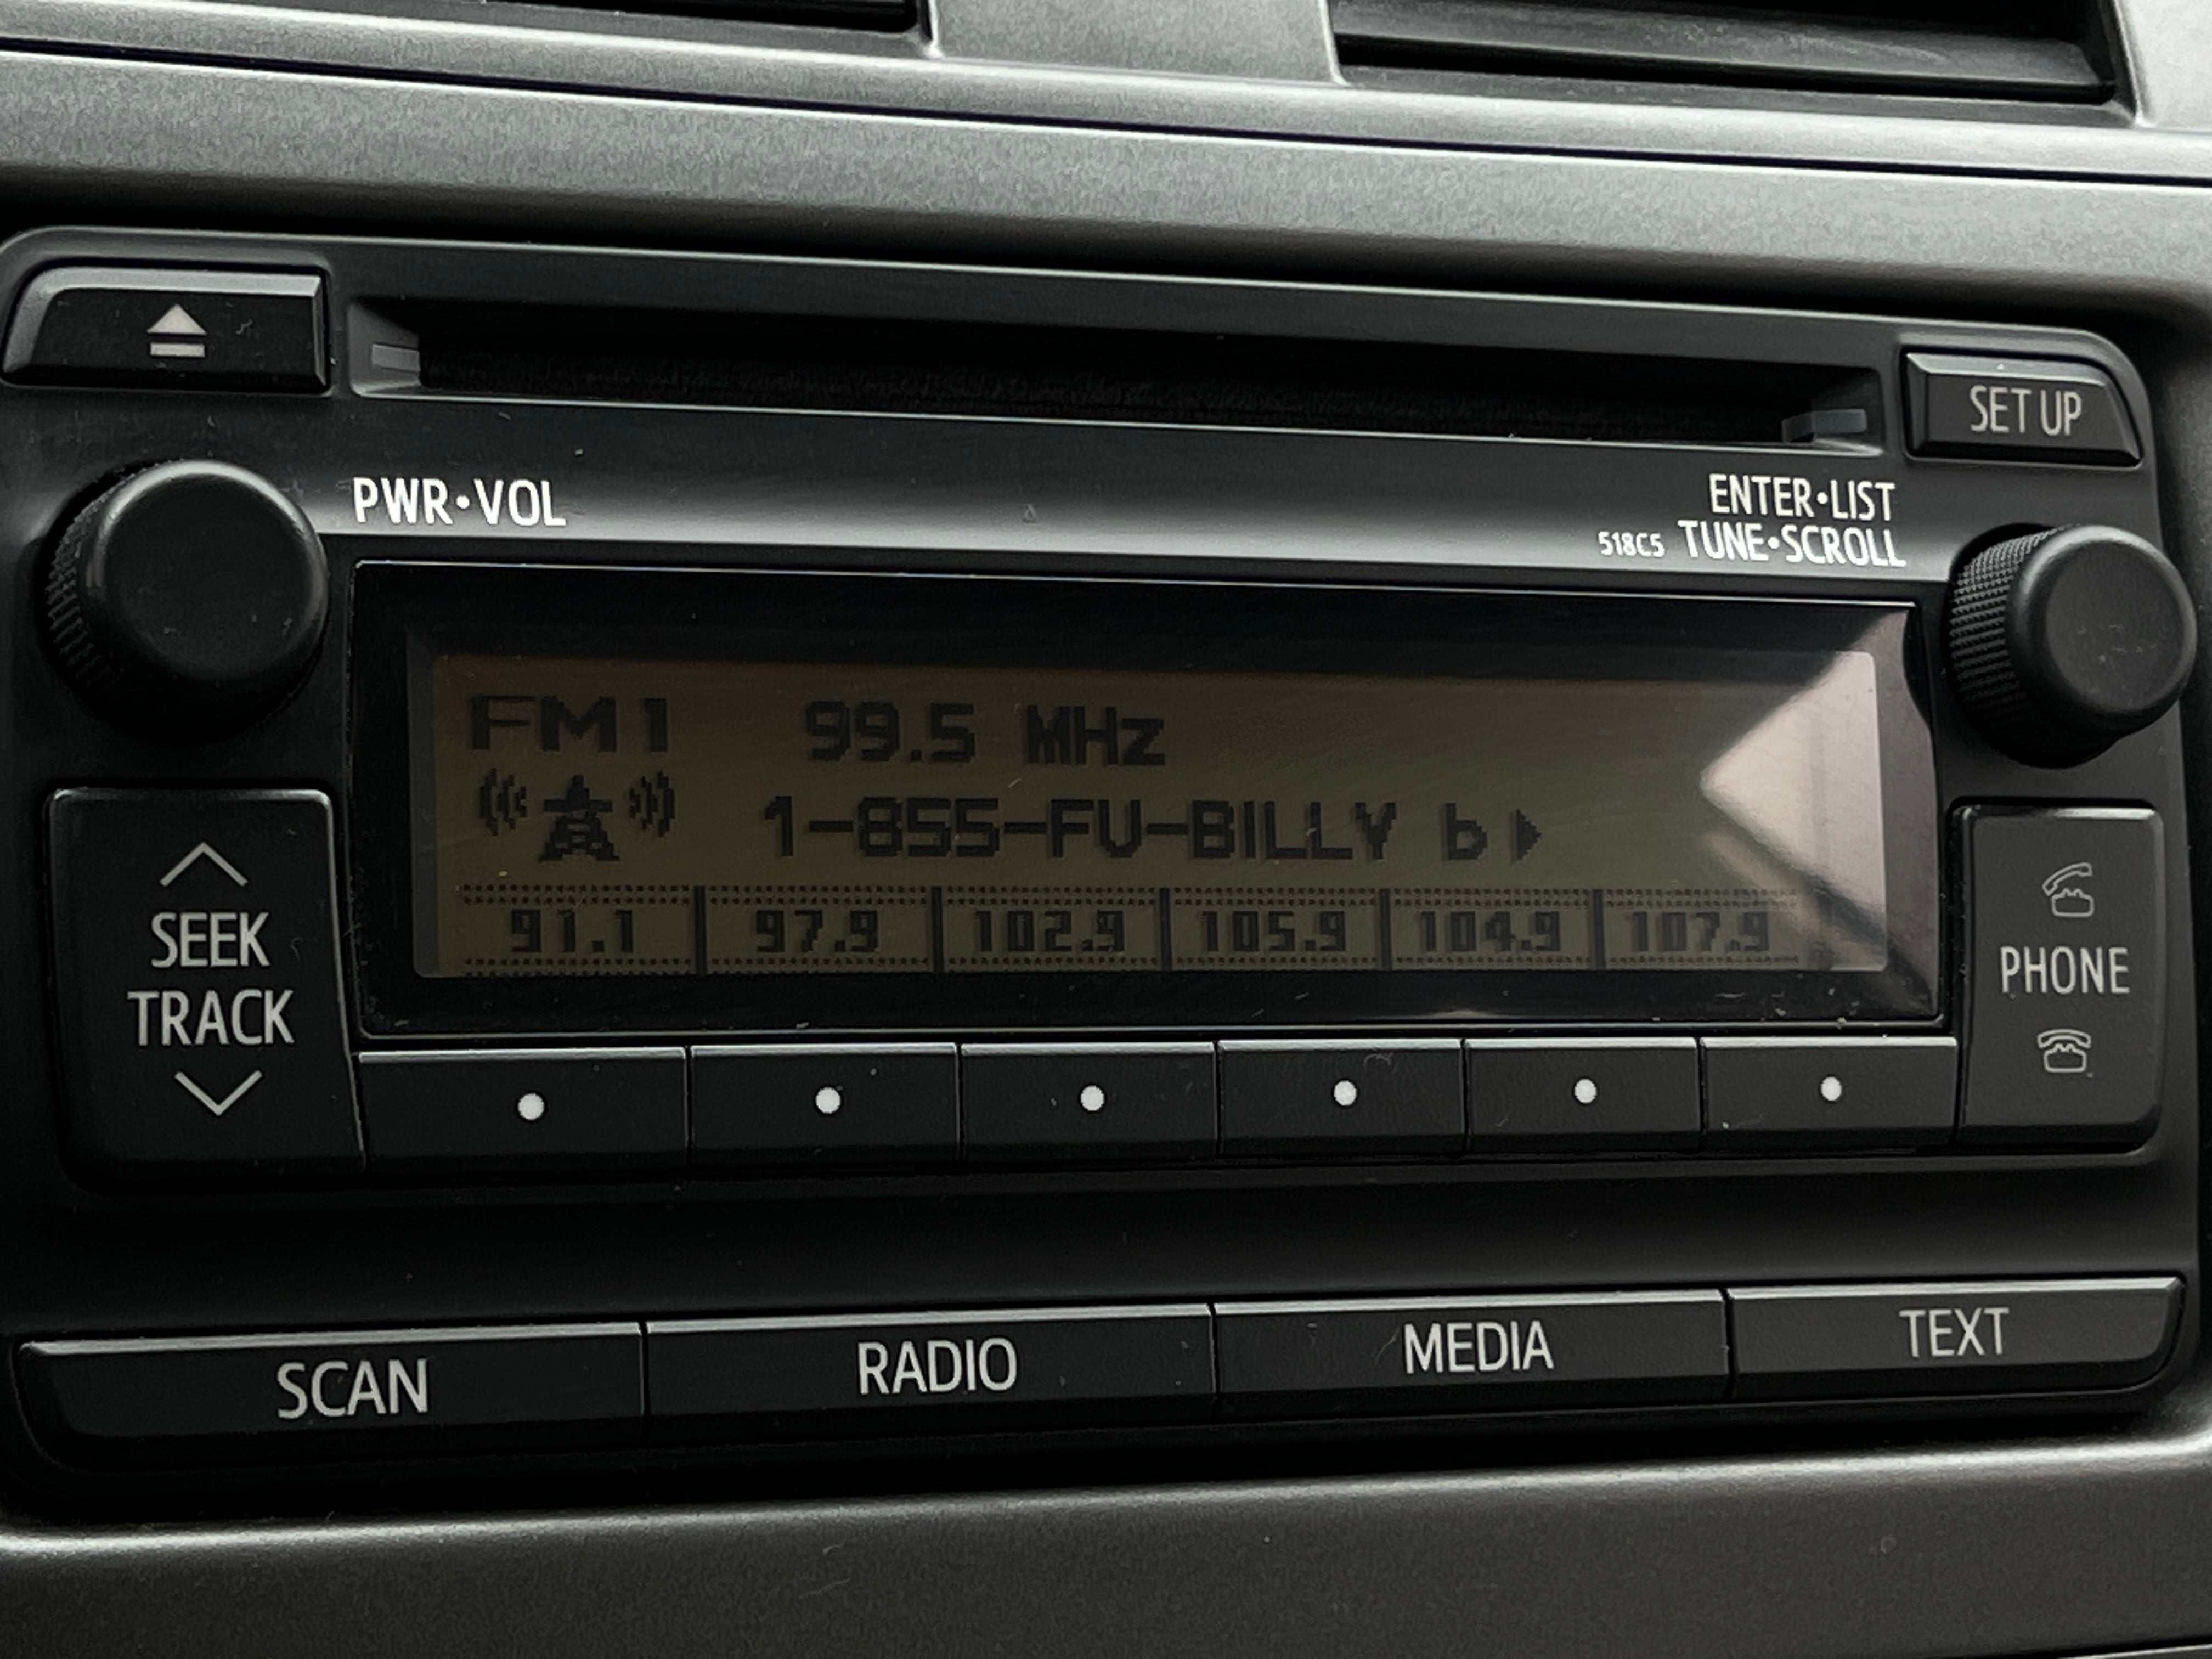 SET UP
PWR•VOL
ENTER•LIST
518C5 TUNE•SCROLL
FM1 99.5 MHz
1-855-FU-BILLY b
91.1 97.9 102.9 105.9 104.9 107.9
SEEK
TRACK
PHONE
SCAN RADIO MEDIA TEXT